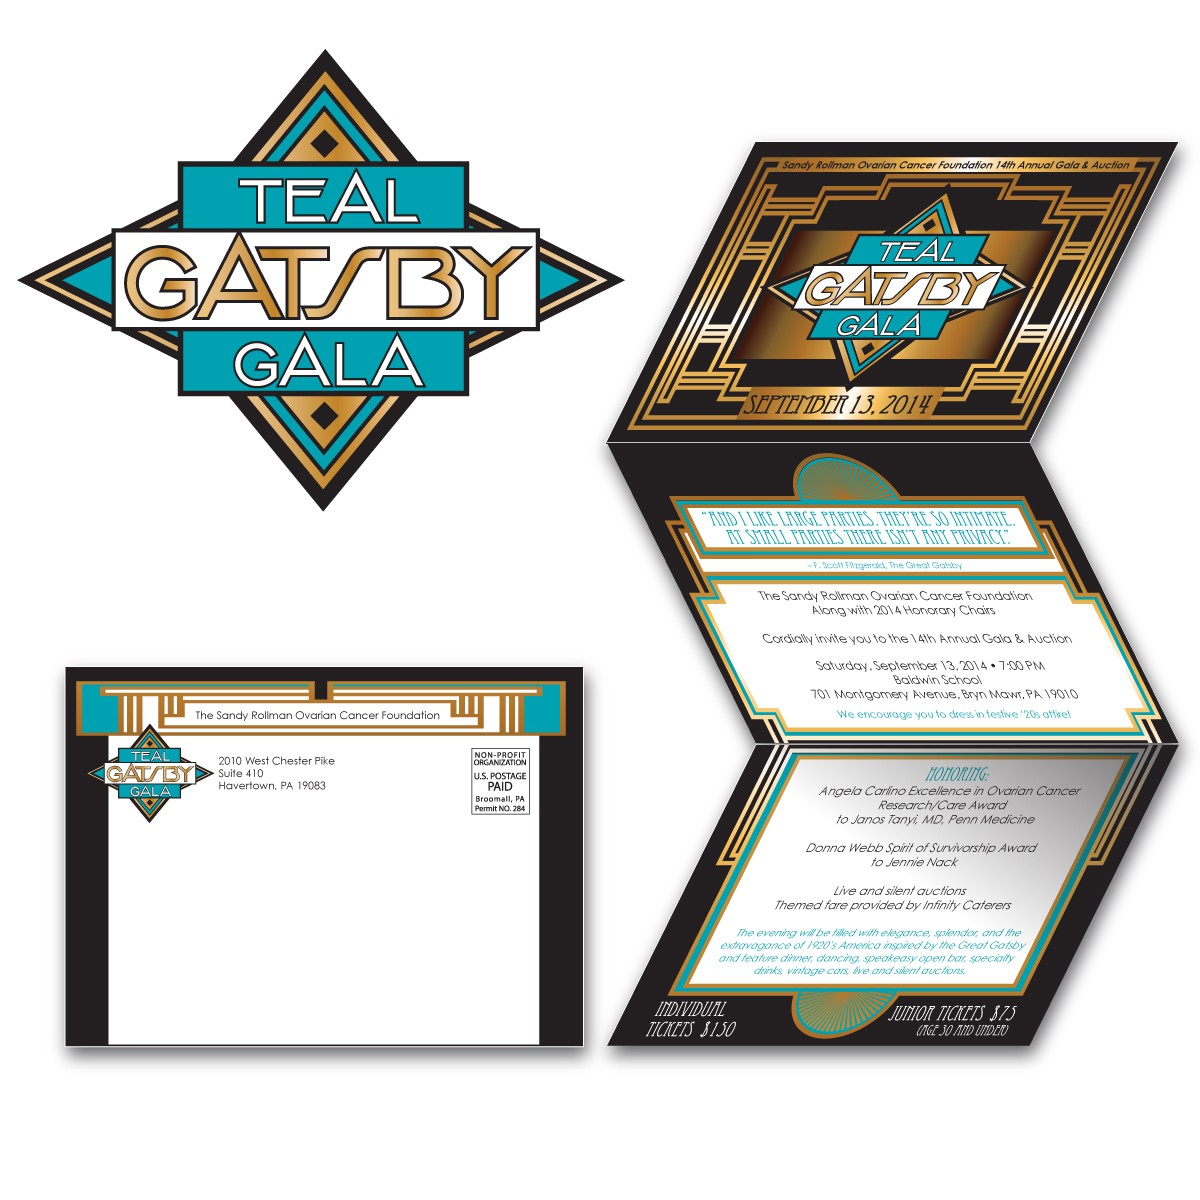 TEAL
GATSBY
GALA
Sandy Rollman Ovarian Cancer Foundation 14th Annual Gala & Auction
TEAL
GATSBY
GALA
SEPTEMBER 13, 2014
"AND I LIKE LARGE PARTIES. THEY'RE SO INTIMATE.
AT SMALL PARTIES THERE ISN'T ANY PRIVACY."
– F. Scott Fitzgerald, The Great Gatsby
The Sandy Rollman Ovarian Cancer Foundation
Along with 2014 Honorary Chairs
Cordially invite you to the 14th Annual Gala & Auction
Saturday, September 13, 2014 • 7:00 PM
Baldwin School
701 Montgomery Avenue, Bryn Mawr, PA 19010
We encourage you to dress in festive '20s attire!
HONORING:
Angela Carlino Excellence in Ovarian Cancer
Research/Care Award
to Janos Tanyi, MD, Penn Medicine
Donna Webb Spirit of Survivorship Award
to Jennie Nack
Live and silent auctions
Themed fare provided by Infinity Caterers
The evening will be filled with elegance, splendor, and the
extravagance of 1920's America inspired by the Great Gatsby
and feature dinner, dancing, speakeasy open bar, specialty
drinks, vintage cars, live and silent auctions.
INDIVIDUAL
TICKETS $150
JUNIOR TICKETS $75
(AGE 30 AND UNDER)
The Sandy Rollman Ovarian Cancer Foundation
TEAL
GATSBY
GALA
2010 West Chester Pike
Suite 410
Havertown, PA 19083
NON-PROFIT
ORGANIZATION
U.S. POSTAGE
PAID
Broomall, PA
Permit NO. 284